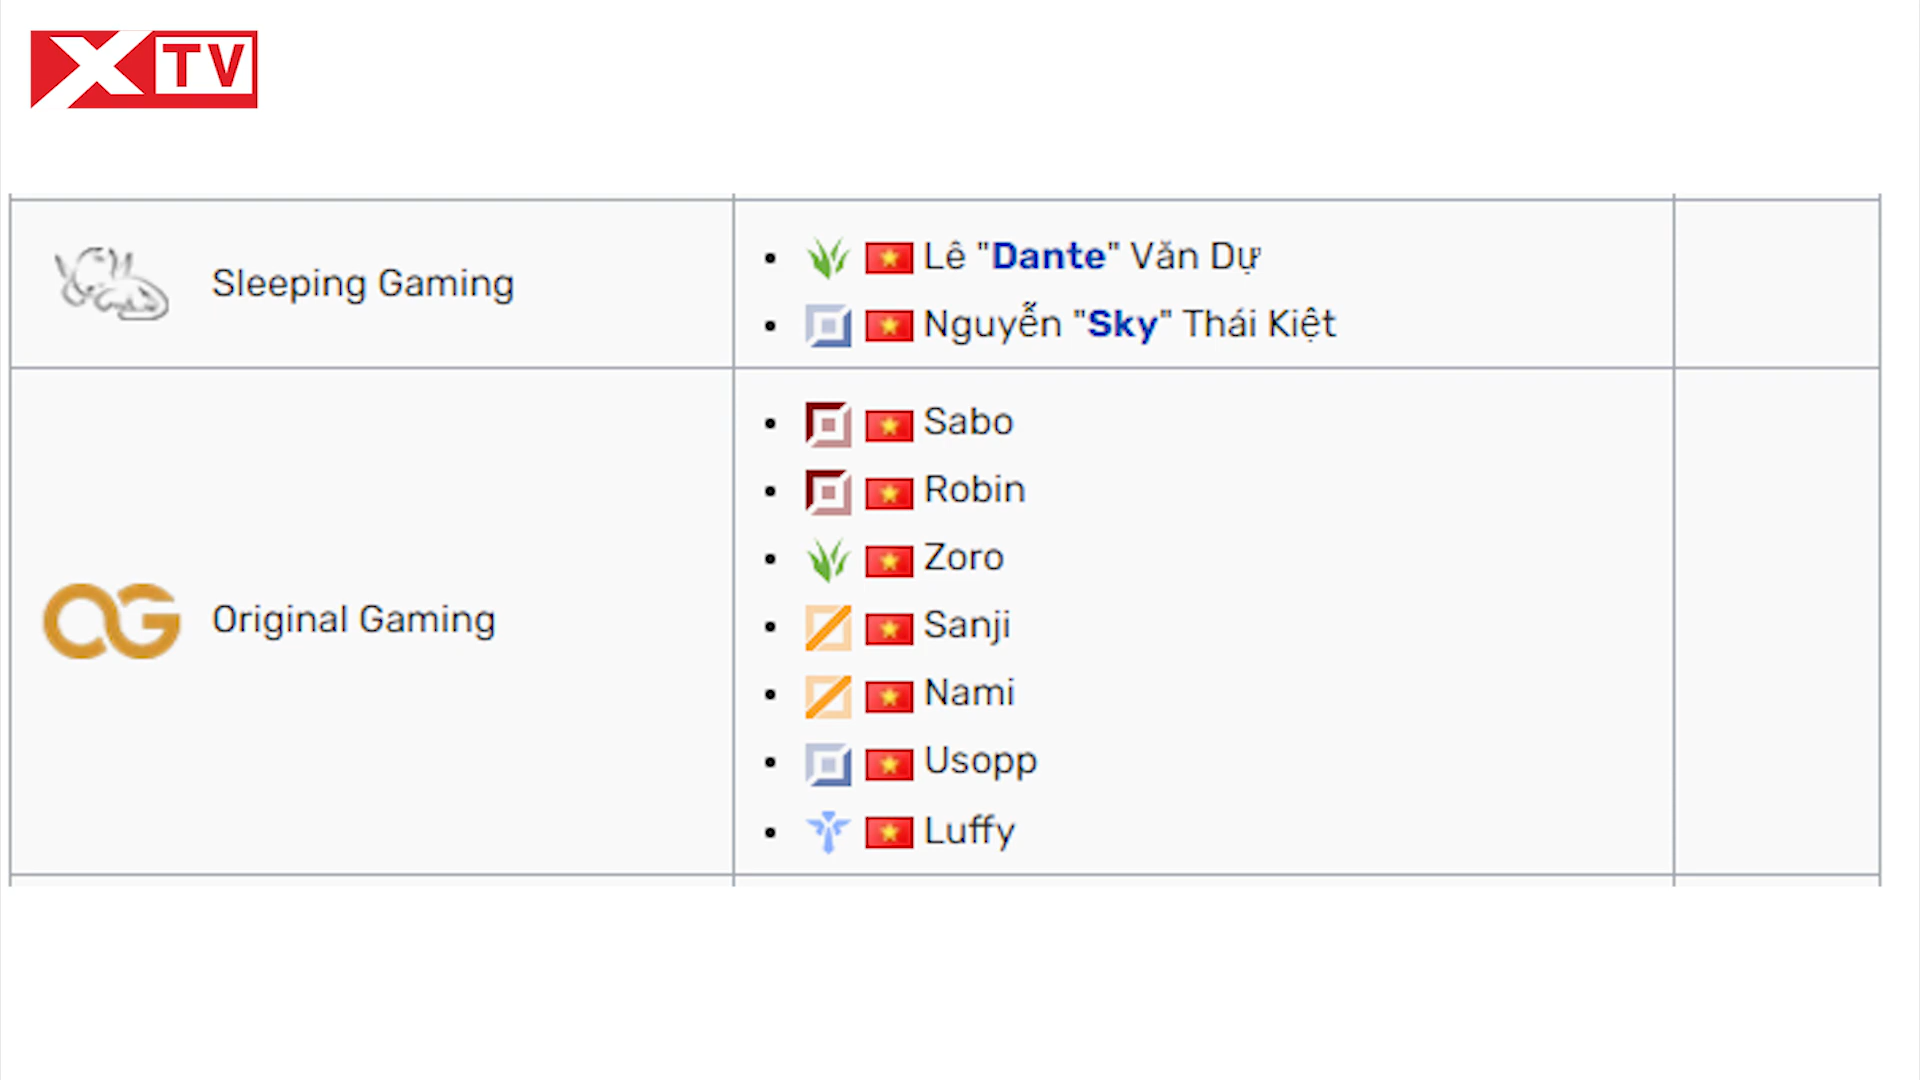 XTV
Sleeping Gaming
Lê "Dante" Văn Dự
Nguyễn "Sky" Thái Kiệt
OG
Original Gaming
Sabo
Robin
Zoro
Sanji
Nami
Usopp
Luffy